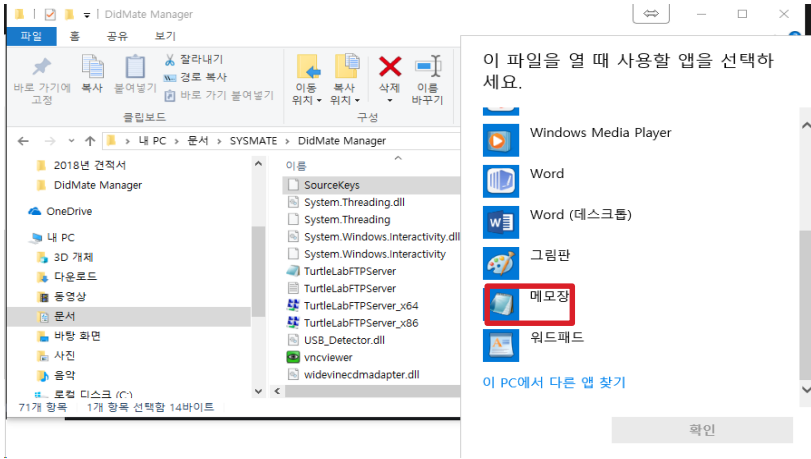 DidMate Manager
파일 홈 공유 보기
바로 가기에 고정
복사
붙여넣기
잘라내기
경로 복사
바로 가기 붙여넣기
클립보드
이동 위치
복사 위치
삭제
이름 바꾸기
구성
내 PC > 문서 > SYSMATE > DidMate Manager
2018년 견적서
DidMate Manager
OneDrive
내 PC
3D 개체
다운로드
동영상
문서
바탕 화면
사진
음악
로컬 디스크 (C:)
이름
SourceKeys
System.Threading.dll
System.Threading
System.Windows.Interactivity.dll
System.Windows.Interactivity
TurtleLabFTPServer
TurtleLabFTPServer
TurtleLabFTPServer_x64
TurtleLabFTPServer_x86
USB_Detector.dll
vncviewer
widevinecdmadapter.dll
71개 항목 1개 항목 선택함 14바이트
이 파일을 열 때 사용할 앱을 선택하
세요.
Windows Media Player
Word
Word (데스크톱)
그림판
메모장
워드패드
이 PC에서 다른 앱 찾기
확인